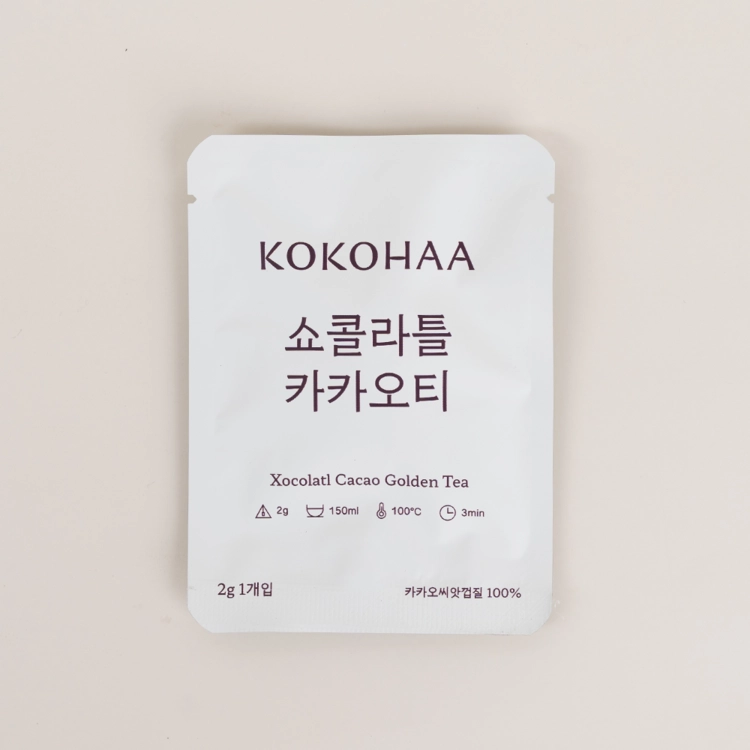 KOKOHAA
쇼콜라틀
카카오티
Xocolatl Cacao Golden Tea
2g 150ml 100°C 3min
2g 1개입 카카오씨앗껍질 100%